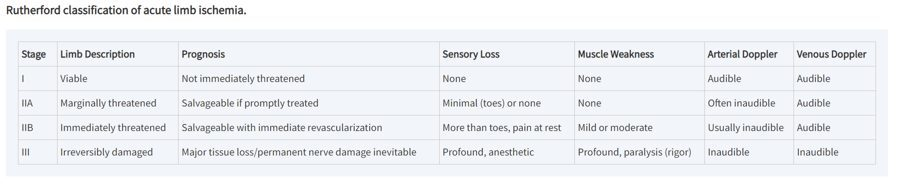 Rutherford classification of acute limb ischemia.
Stage Limb Description Prognosis Sensory Loss Muscle Weakness Arterial Doppler Venous Doppler
I Viable Not immediately threatened None None Audible Audible
IIA Marginally threatened Salvageable if promptly treated Minimal (toes) or none None Often inaudible Audible
IIB Immediately threatened Salvageable with immediate revascularization More than toes, pain at rest Mild or moderate Usually inaudible Audible
III Irreversibly damaged Major tissue loss/permanent nerve damage inevitable Profound, anesthetic Profound, paralysis (rigor) Inaudible Inaudible